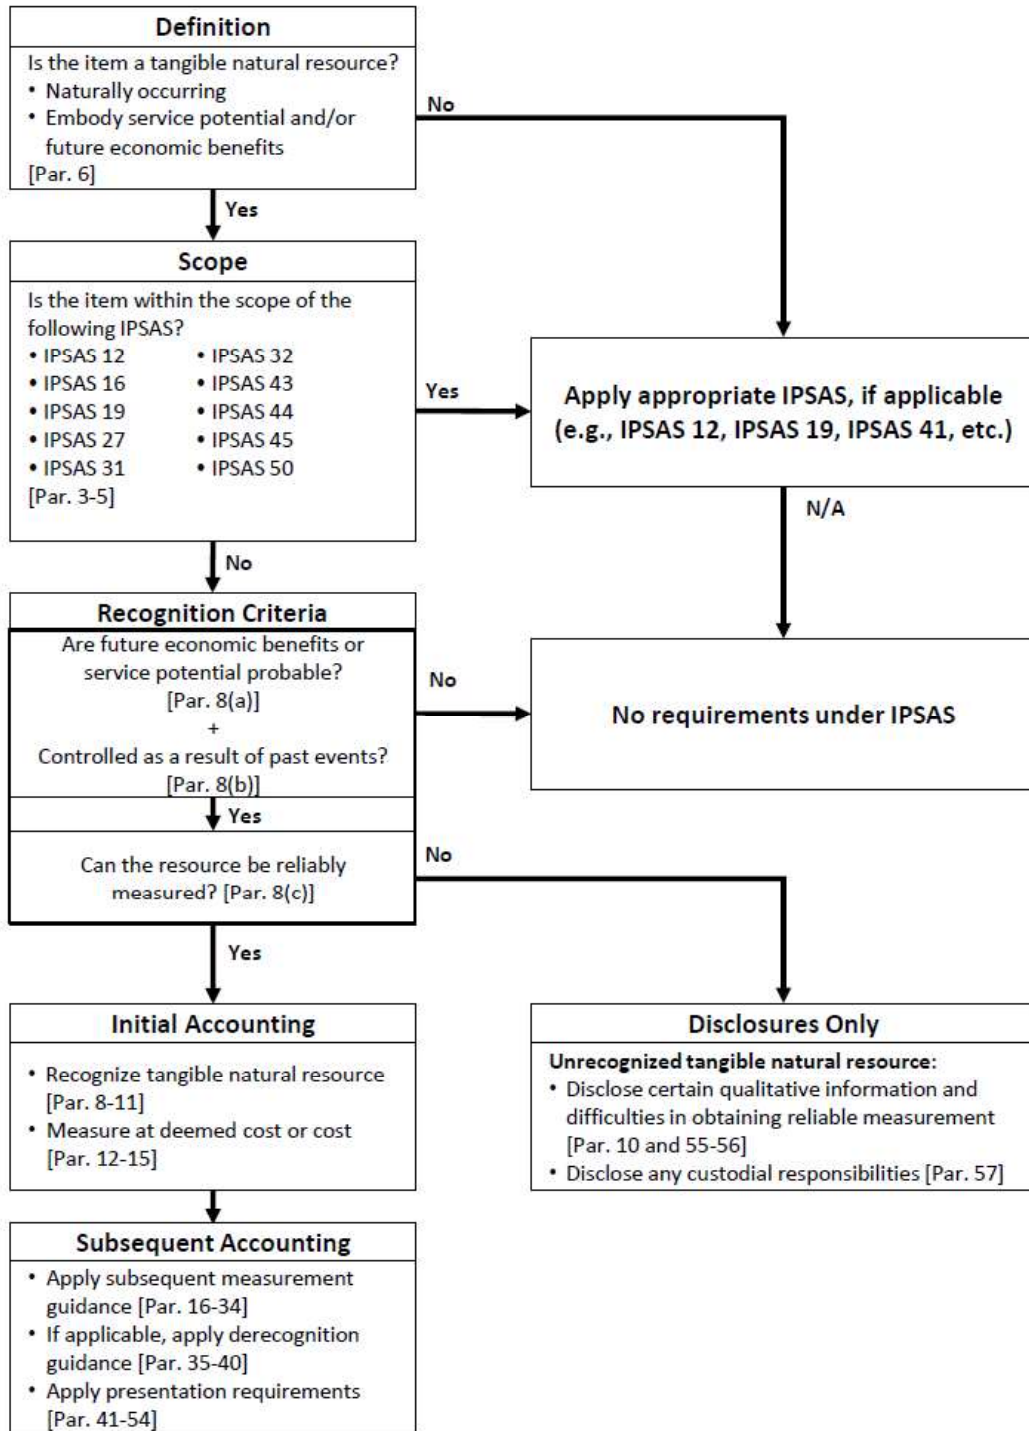 Definition
Is the item a tangible natural resource?
• Naturally occurring
• Embody service potential and/or
future economic benefits
[Par. 6]
No
Yes
Scope
Is the item within the scope of the
following IPSAS?
• IPSAS 12
• IPSAS 32
• IPSAS 16
• IPSAS 43
• IPSAS 19
• IPSAS 44
• IPSAS 27
• IPSAS 45
• IPSAS 31
• IPSAS 50
[Par. 3-5]
Yes
Apply appropriate IPSAS, if applicable
(e.g., IPSAS 12, IPSAS 19, IPSAS 41, etc.)
N/A
No
Recognition Criteria
Are future economic benefits or
service potential probable?
[Par. 8(a)]
+
Controlled as a result of past events?
[Par. 8(b)]
No
No requirements under IPSAS
Yes
Can the resource be reliably
measured? [Par. 8(c)]
No
Yes
Initial Accounting
• Recognize tangible natural resource
[Par. 8-11]
• Measure at deemed cost or cost
[Par. 12-15]
Disclosures Only
Unrecognized tangible natural resource:
• Disclose certain qualitative information and
difficulties in obtaining reliable measurement
[Par. 10 and 55-56]
• Disclose any custodial responsibilities [Par. 57]
Subsequent Accounting
• Apply subsequent measurement
guidance [Par. 16-34]
• If applicable, apply derecognition
guidance [Par. 35-40]
• Apply presentation requirements
[Par. 41-54]